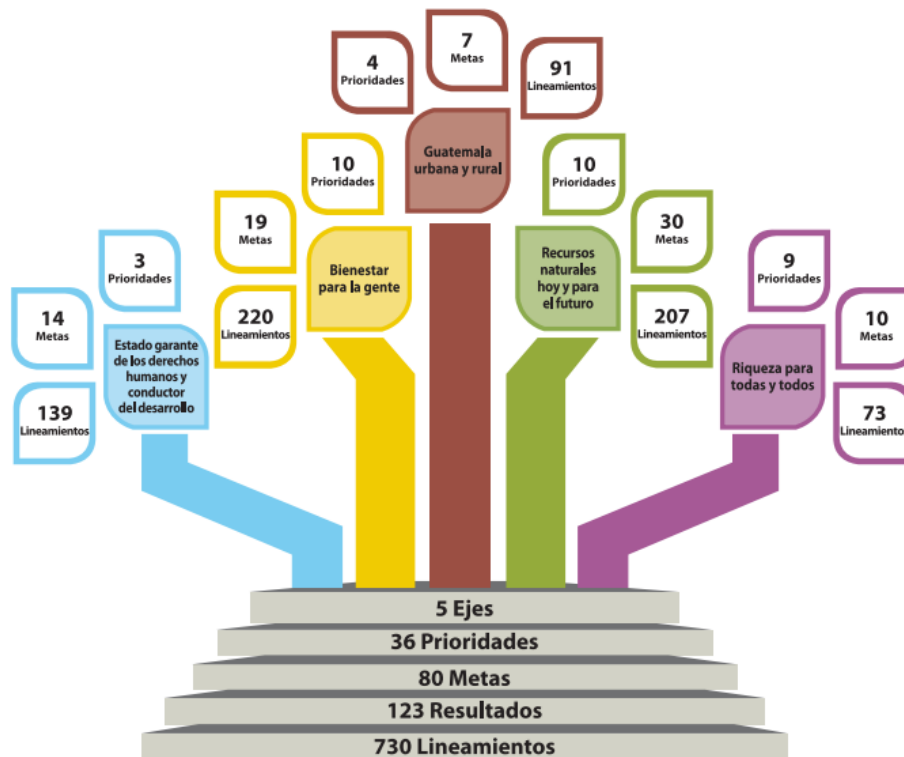 4
Prioridades
7
Metas
91
Lineamientos
Guatemala
urbana y rural
10
Prioridades
19
Metas
220
Lineamientos
Bienestar
para la gente
10
Prioridades
30
Metas
207
Lineamientos
Recursos
naturales
hoy y para
el futuro
3
Prioridades
14
Metas
139
Lineamientos
Estado garante
de los derechos
humanos y
conductor
del desarrollo
9
Prioridades
10
Metas
73
Lineamientos
Riqueza para
todas y todos
5 Ejes
36 Prioridades
80 Metas
123 Resultados
730 Lineamientos